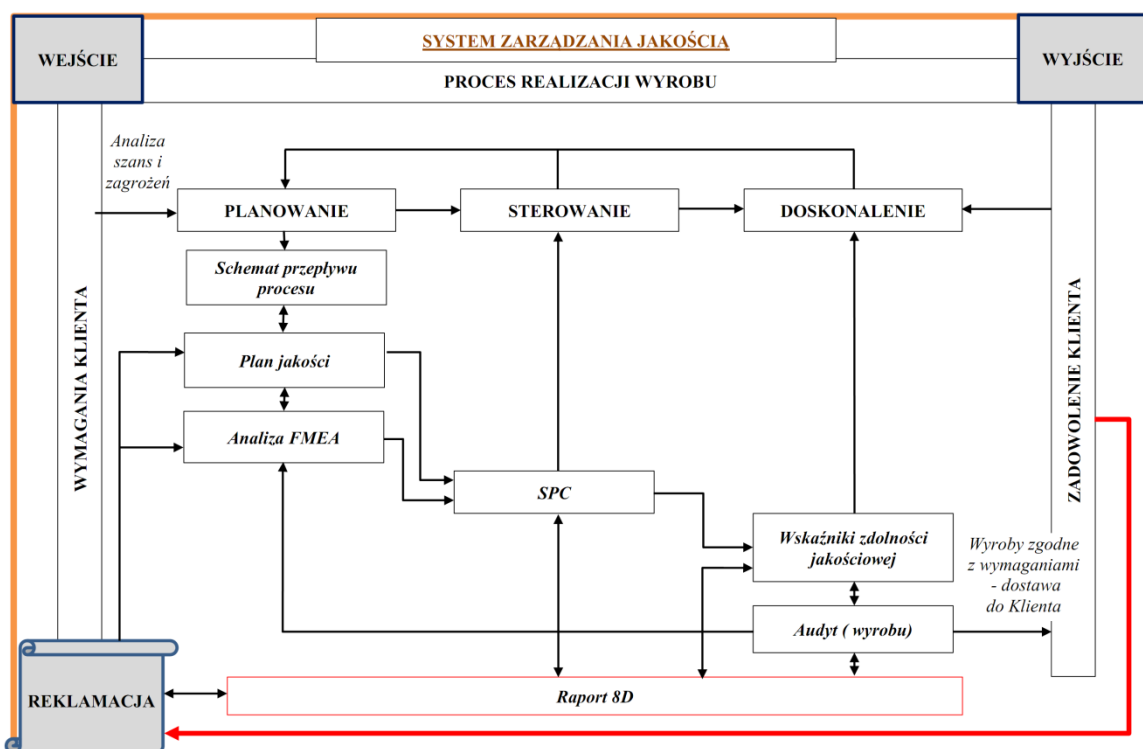 WEJŚCIE
SYSTEM ZARZĄDZANIA JAKOŚCIĄ
WYJŚCIE
PROCES REALIZACJI WYROBU
Analiza
szans i
zagrożeń
PLANOWANIE
STEROWANIE
DOSKONALENIE
Schemat przepływu
procesu
WYMAGANIA KLIENTA
ZADOWOLENIE KLIENTA
Plan jakości
Analiza FMEA
SPC
Wskaźniki zdolności
jakościowej
Wyroby zgodne
z wymaganiami
- dostawa
do Klienta
Audyt ( wyrobu)
REKLAMACJA
Raport 8D